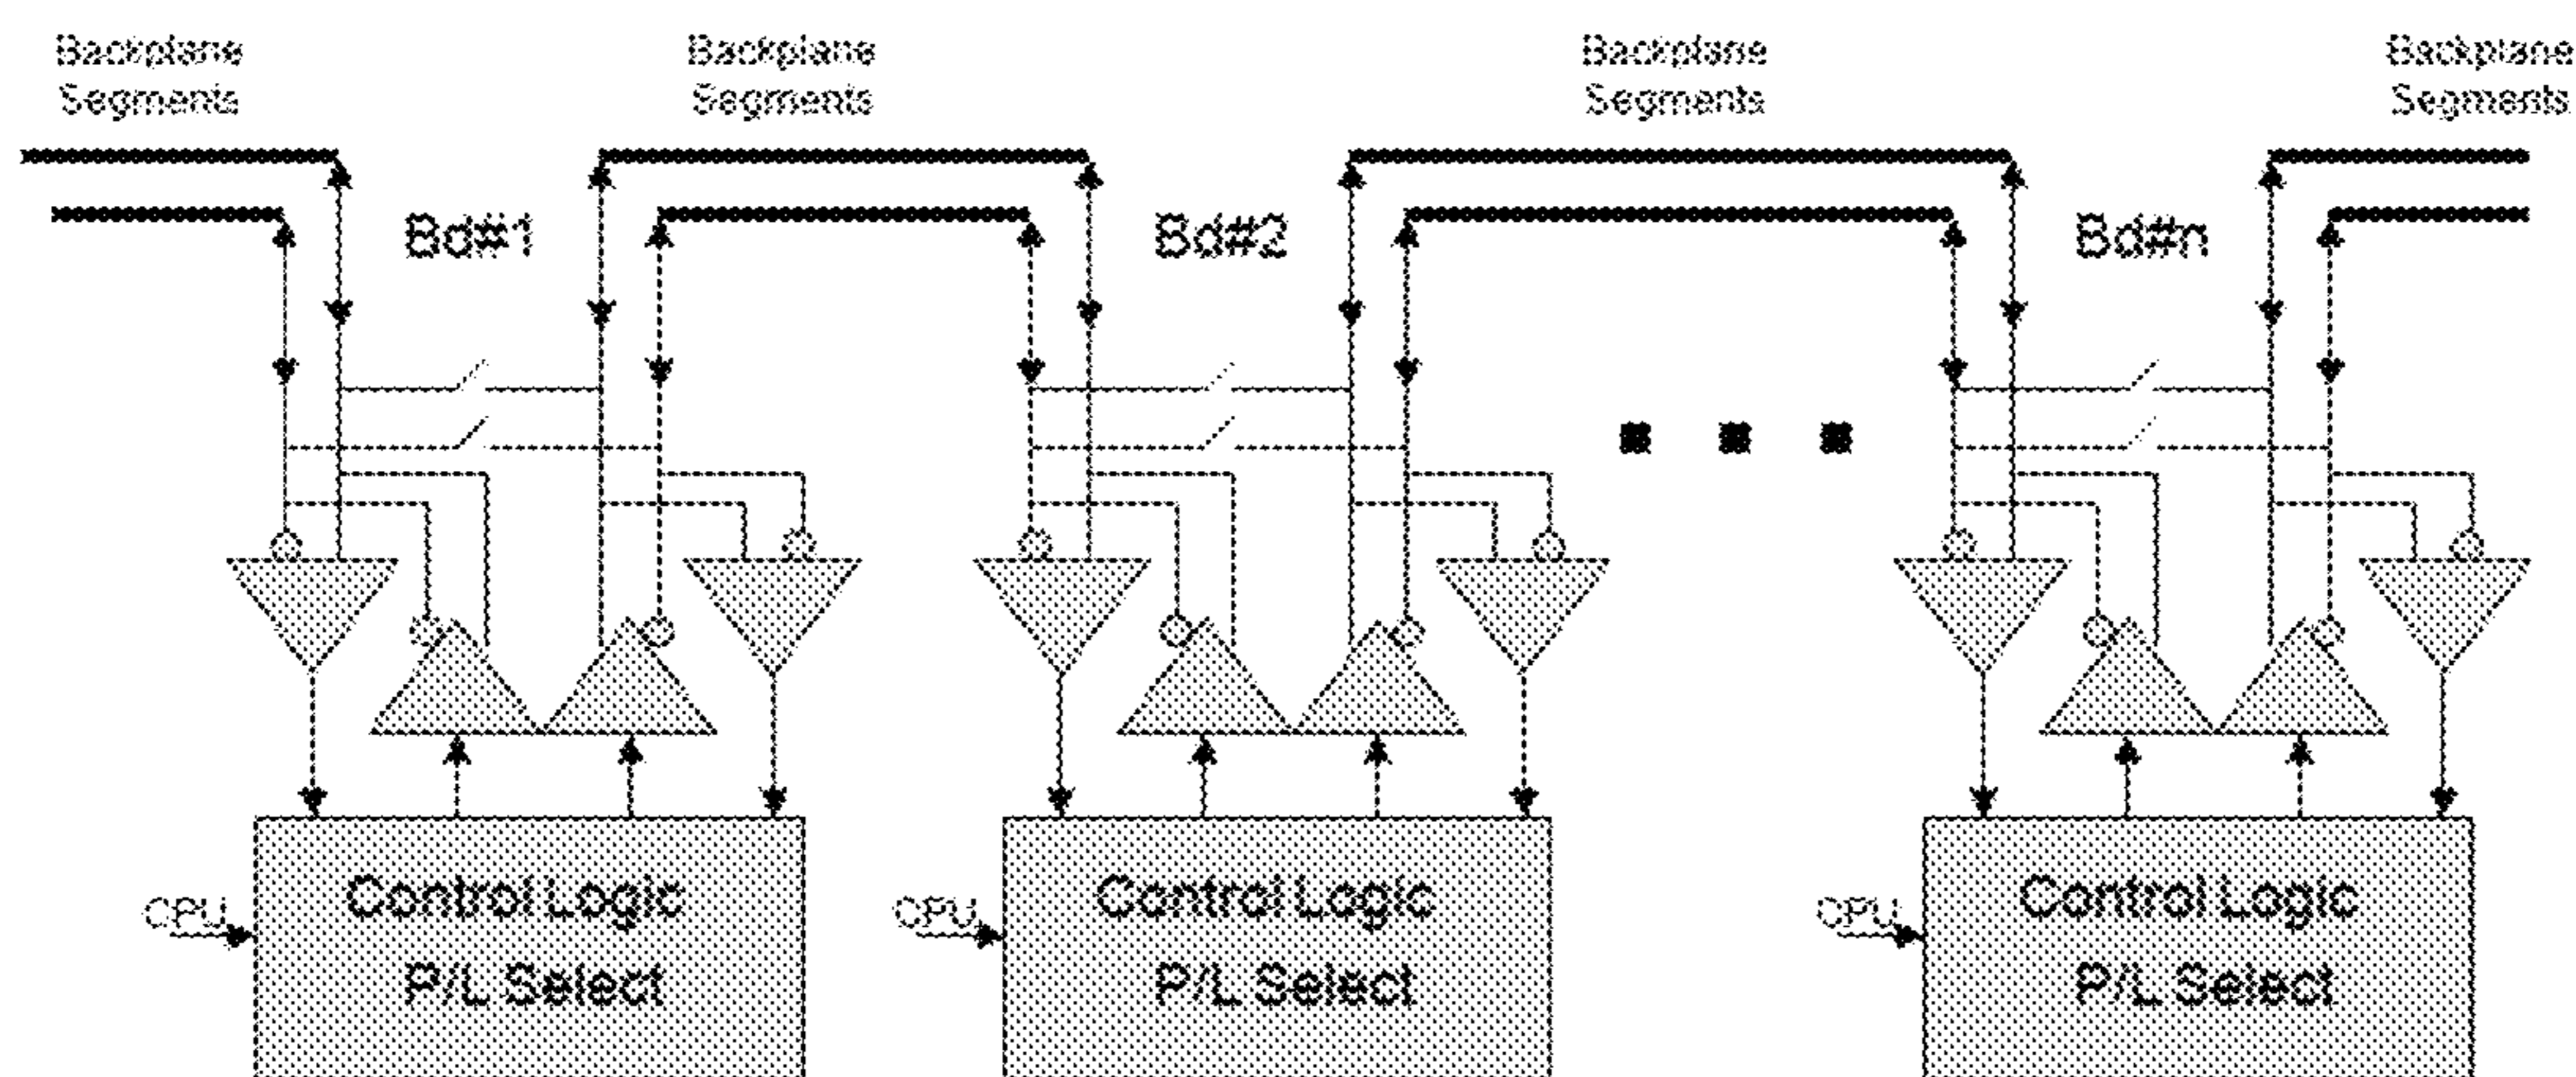 Backplane
Segments
Backplane
Segments
Backplane
Segments
Backplane
Segments
Bd#1
Bd#2
Bd#n
CPU
Control Logic
P/L Select
CPU
Control Logic
P/L Select
CPU
Control Logic
P/L Select